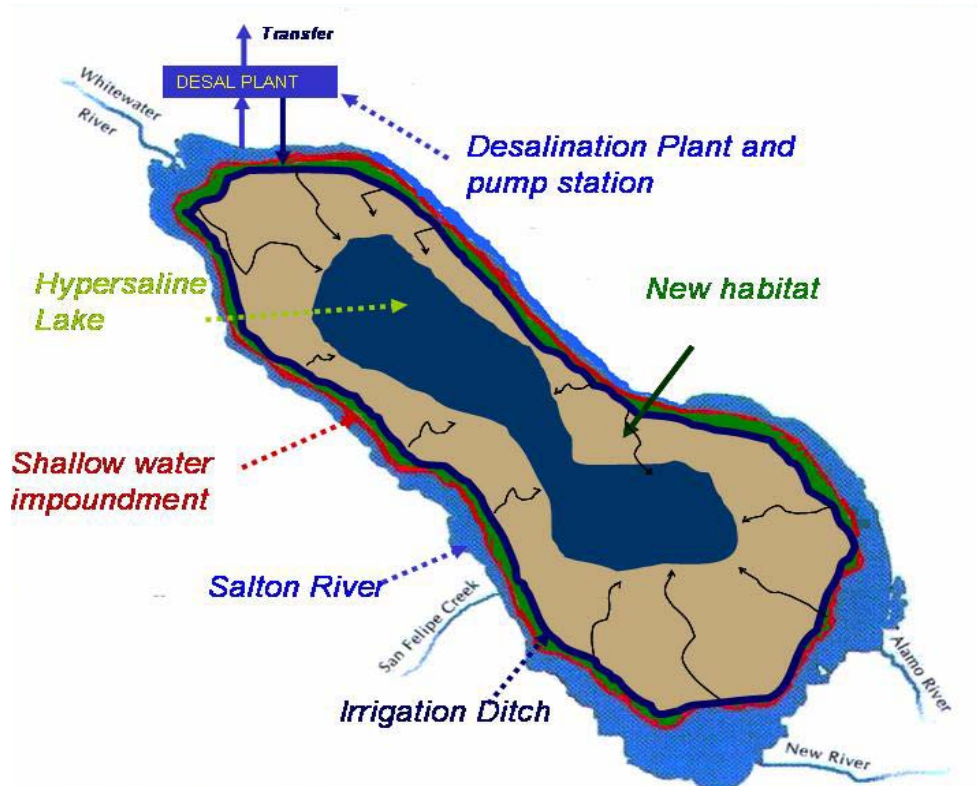 Transfer
DESAL PLANT
Whitewater
River
Desalination Plant and
pump station
Hypersaline
Lake
New habitat
Shallow water
impoundment
Salton River
San Felipe Creek
Irrigation Ditch
Alamo River
New River